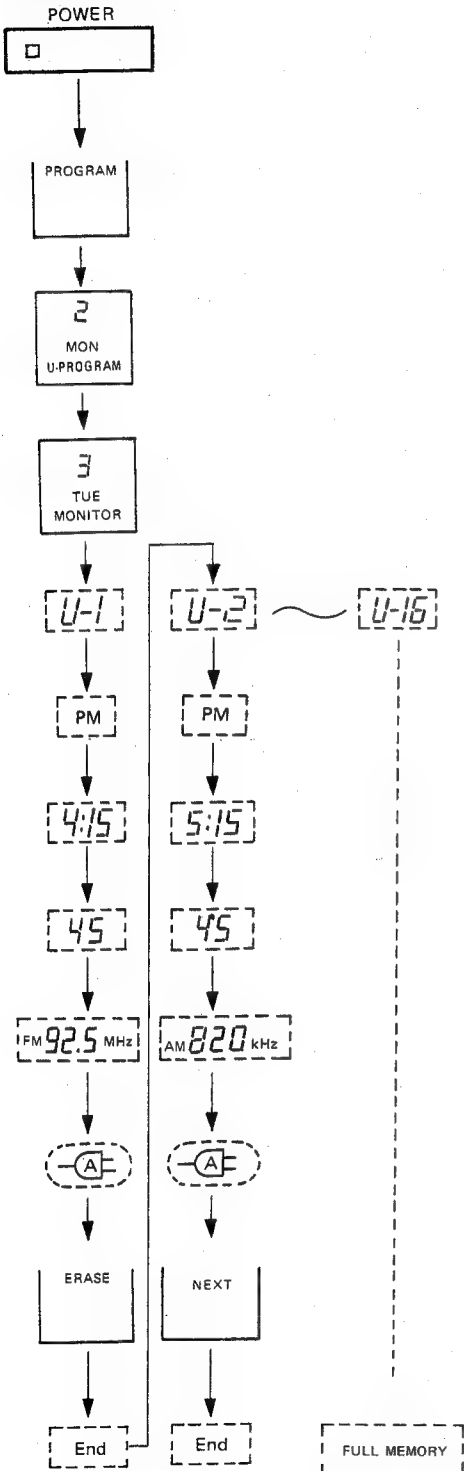 POWER
PROGRAM
2
MON
U-PROGRAM
3
TUE
MONITOR
U-1
PM
4:15
45
FM 92.5 MHz
A
ERASE
End
U-2
PM
5:15
45
AM 820 kHz
A
NEXT
End
U-16
FULL MEMORY